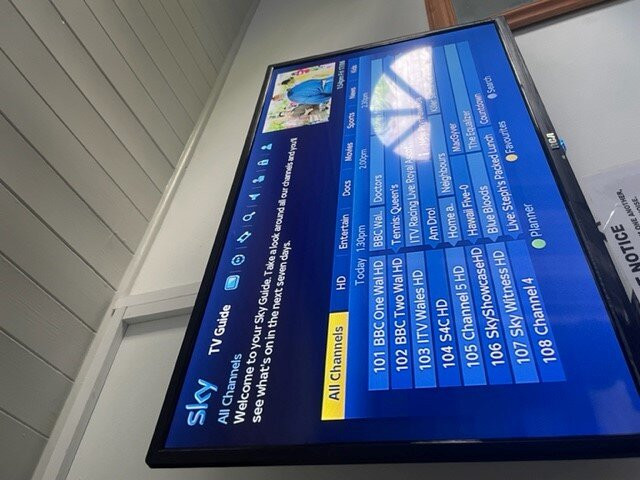 sky TV Guide
All Channels
Welcome to your Sky Guide. Take a look around all our channels and you'll
see what's on in the next seven days.
All Channels HD Entertain Docs Movies Sports News Kids
Today 1:30pm 2:00pm 2:30pm
101 BBC One Wal HD BBC Wal.. Doctors
102 BBC Two Wal HD Tennis: Queen's
103 ITV Wales HD ITV Racing Live: Royal
104 S4C HD Am Dro!
105 Channel 5 HD Home a.. Neighbours
106 SkyShowcaseHD Hawaii Five-0 MacGyver
107 Sky Witness HD Blue Bloods The Equalizer
108 Channel 4 Live: Steph's Packed Lunch Countdown
Planner Favourites Search
RCA
NOTICE